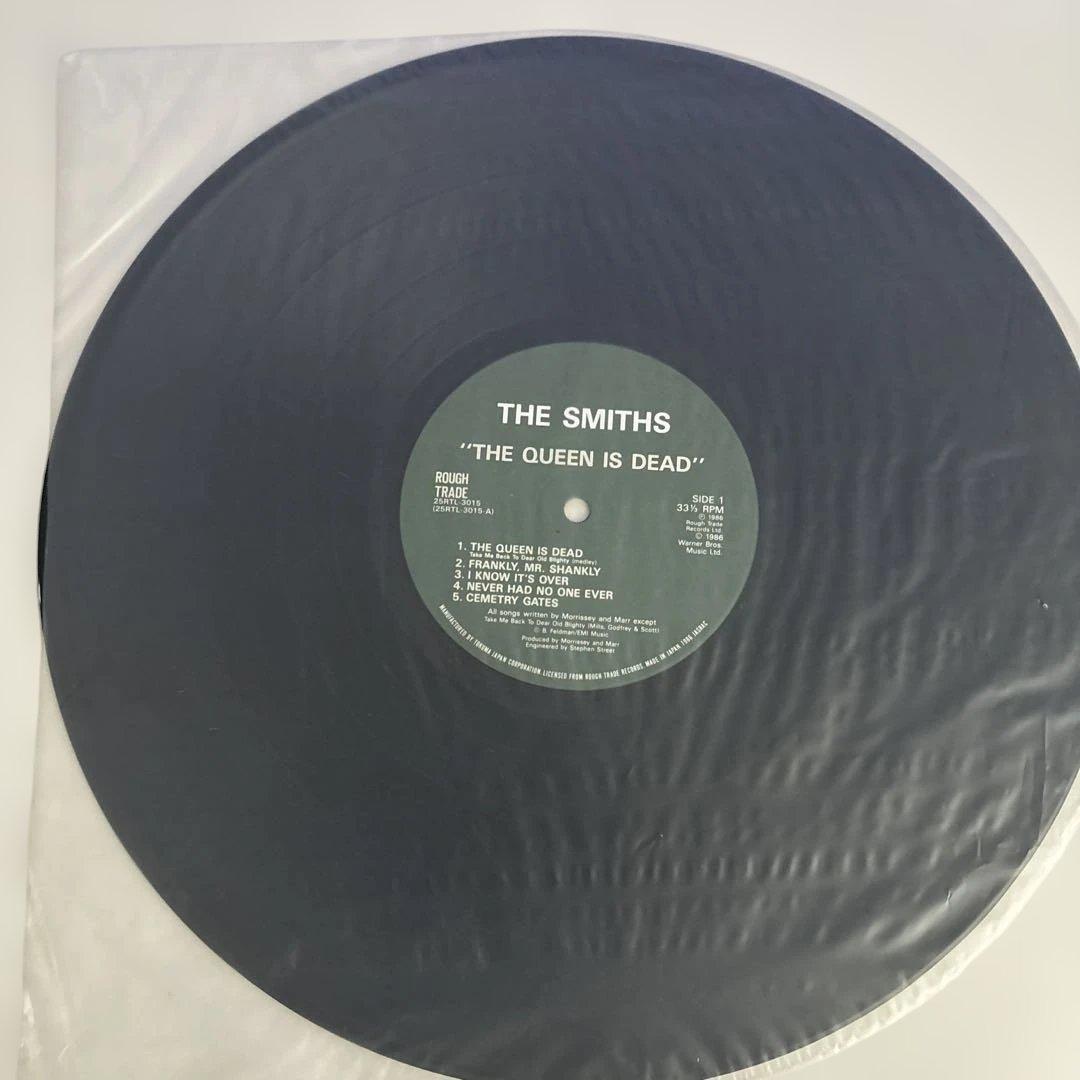 THE SMITHS
"THE QUEEN IS DEAD"
ROUGH
TRADE
25RTL-3015
(25RTL-3015-A)
SIDE 1
33⅓ RPM
Ⓟ 1986
Rough Trade
Records Ltd.
© 1986
Warner Bros.
Music Ltd.
1. THE QUEEN IS DEAD
Take Me Back To Dear Old Blighty (medley)
2. FRANKLY, MR. SHANKLY
3. I KNOW IT'S OVER
4. NEVER HAD NO ONE EVER
5. CEMETRY GATES
All songs written by Morrissey and Marr except
Take Me Back To Dear Old Blighty (Mills, Godfrey & Scott)
© B. Feldman/EMI Music
Produced by Morrissey and Marr
Engineered by Stephen Street
MANUFACTURED BY TOKUMA JAPAN CORPORATION. LICENSED FROM ROUGH TRADE RECORDS. MADE IN JAPAN 1986 JASRAC